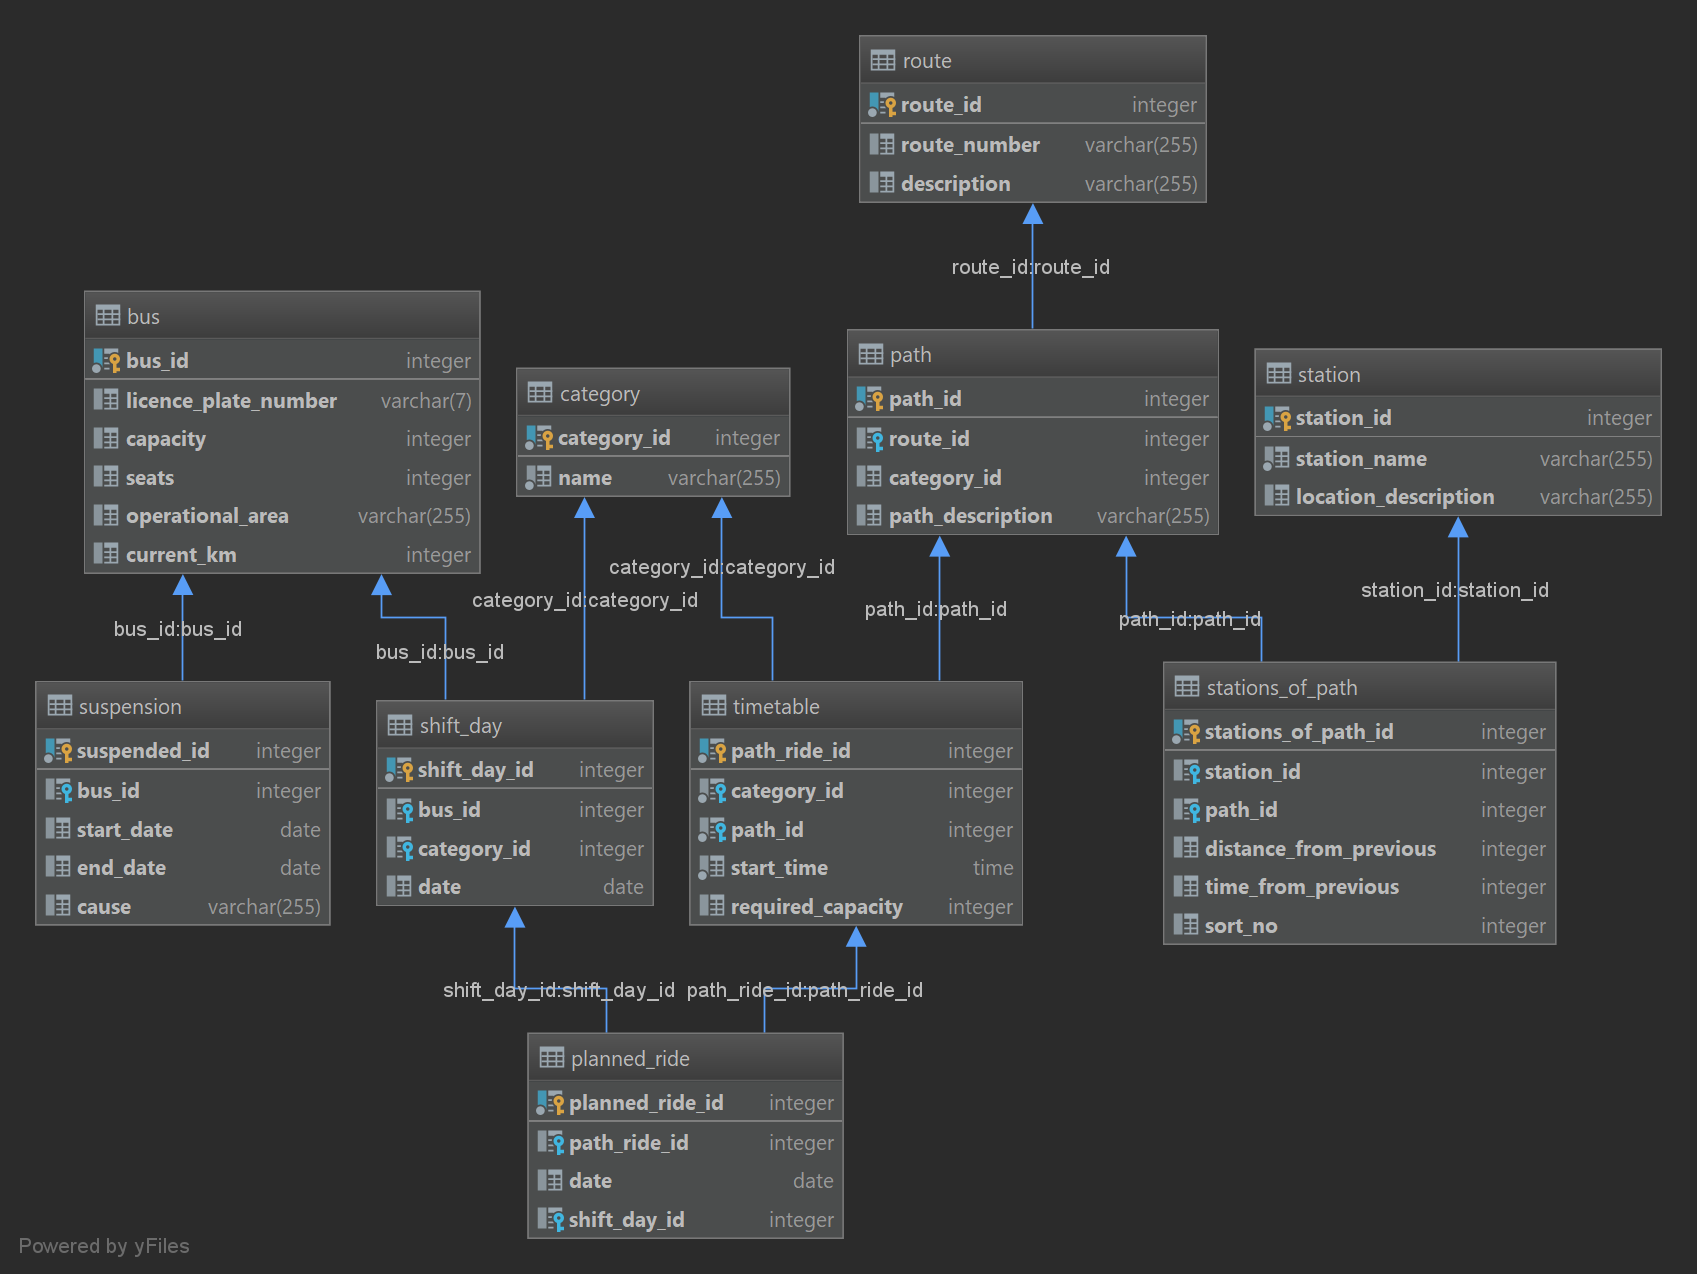 route
route_id integer
route_number varchar(255)
description varchar(255)
route_id:route_id
bus
bus_id integer
licence_plate_number varchar(7)
capacity integer
seats integer
operational_area varchar(255)
current_km integer
category
category_id integer
name varchar(255)
path
path_id integer
route_id integer
category_id integer
path_description varchar(255)
station
station_id integer
station_name varchar(255)
location_description varchar(255)
bus_id:bus_id
bus_id:bus_id
category_id:category_id
category_id:category_id
path_id:path_id
path_id:path_id
station_id:station_id
suspension
suspended_id integer
bus_id integer
start_date date
end_date date
cause varchar(255)
shift_day
shift_day_id integer
bus_id integer
category_id integer
date date
timetable
path_ride_id integer
category_id integer
path_id integer
start_time time
required_capacity integer
stations_of_path
stations_of_path_id integer
station_id integer
path_id integer
distance_from_previous integer
time_from_previous integer
sort_no integer
shift_day_id:shift_day_id
path_ride_id:path_ride_id
planned_ride
planned_ride_id integer
path_ride_id integer
date date
shift_day_id integer
Powered by yFiles